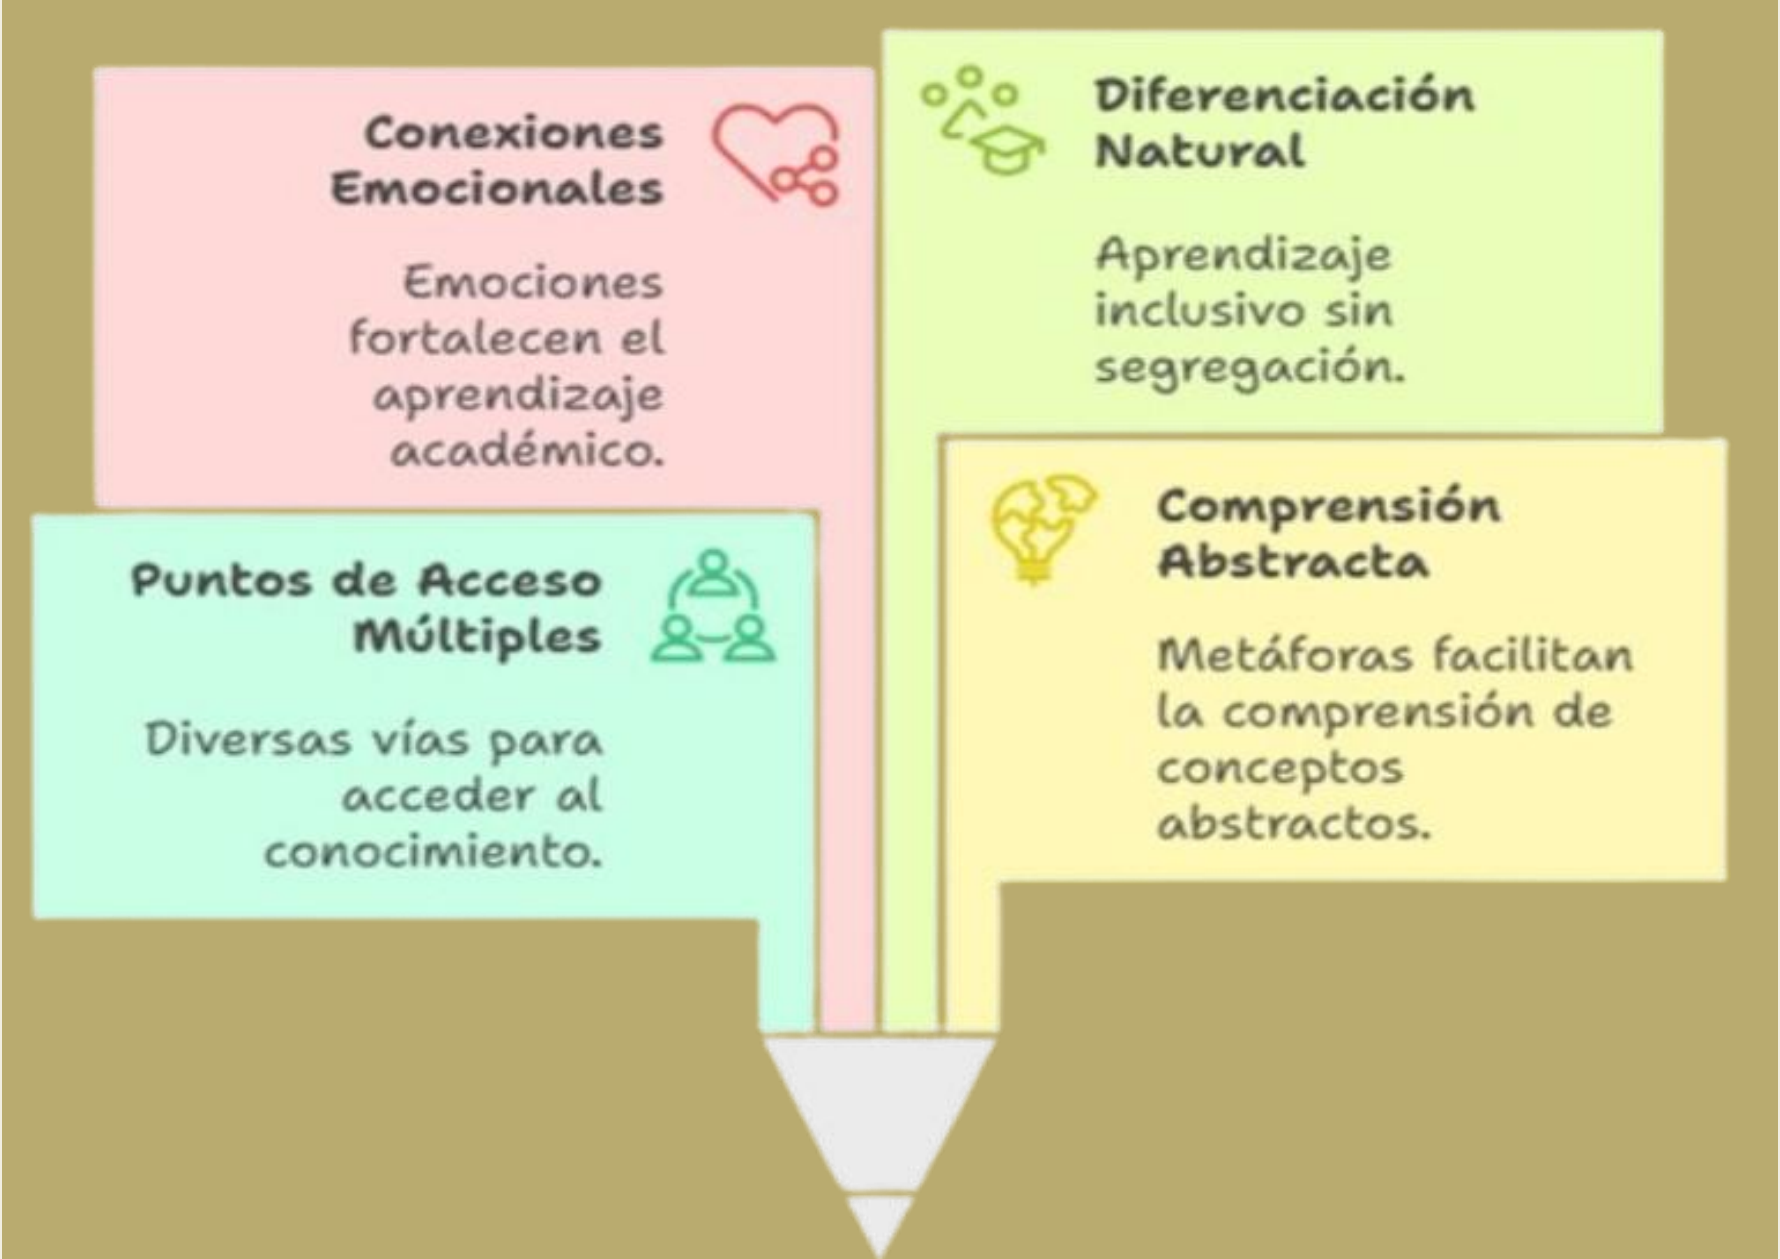 Conexiones
Emocionales
Emociones
fortalecen el
aprendizaje
académico.
Diferenciación
Natural
Aprendizaje
inclusivo sin
segregación.
Puntos de Acceso
Múltiples
Diversas vías para
acceder al
conocimiento.
Comprensión
Abstracta
Metáforas facilitan
la comprensión de
conceptos
abstractos.